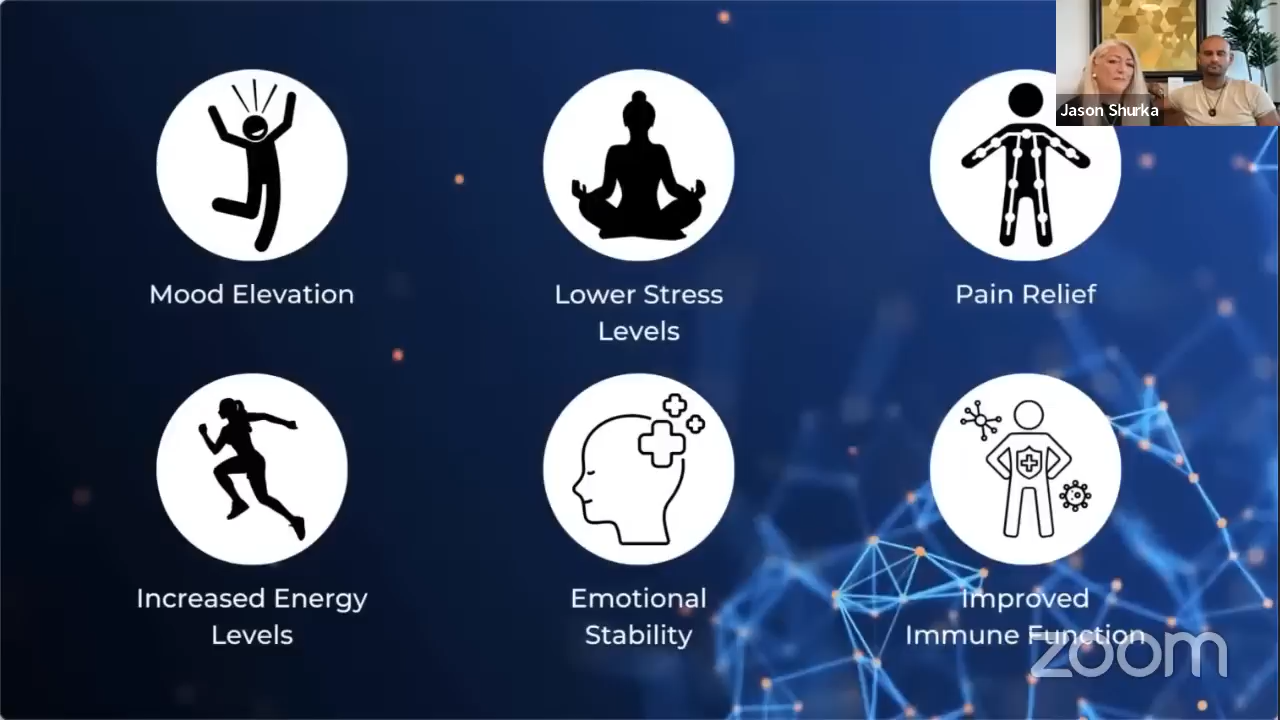 Jason Shurka
Mood Elevation
Lower Stress
Levels
Pain Relief
Increased Energy
Levels
Emotional
Stability
Improved
Immune Function
zoom